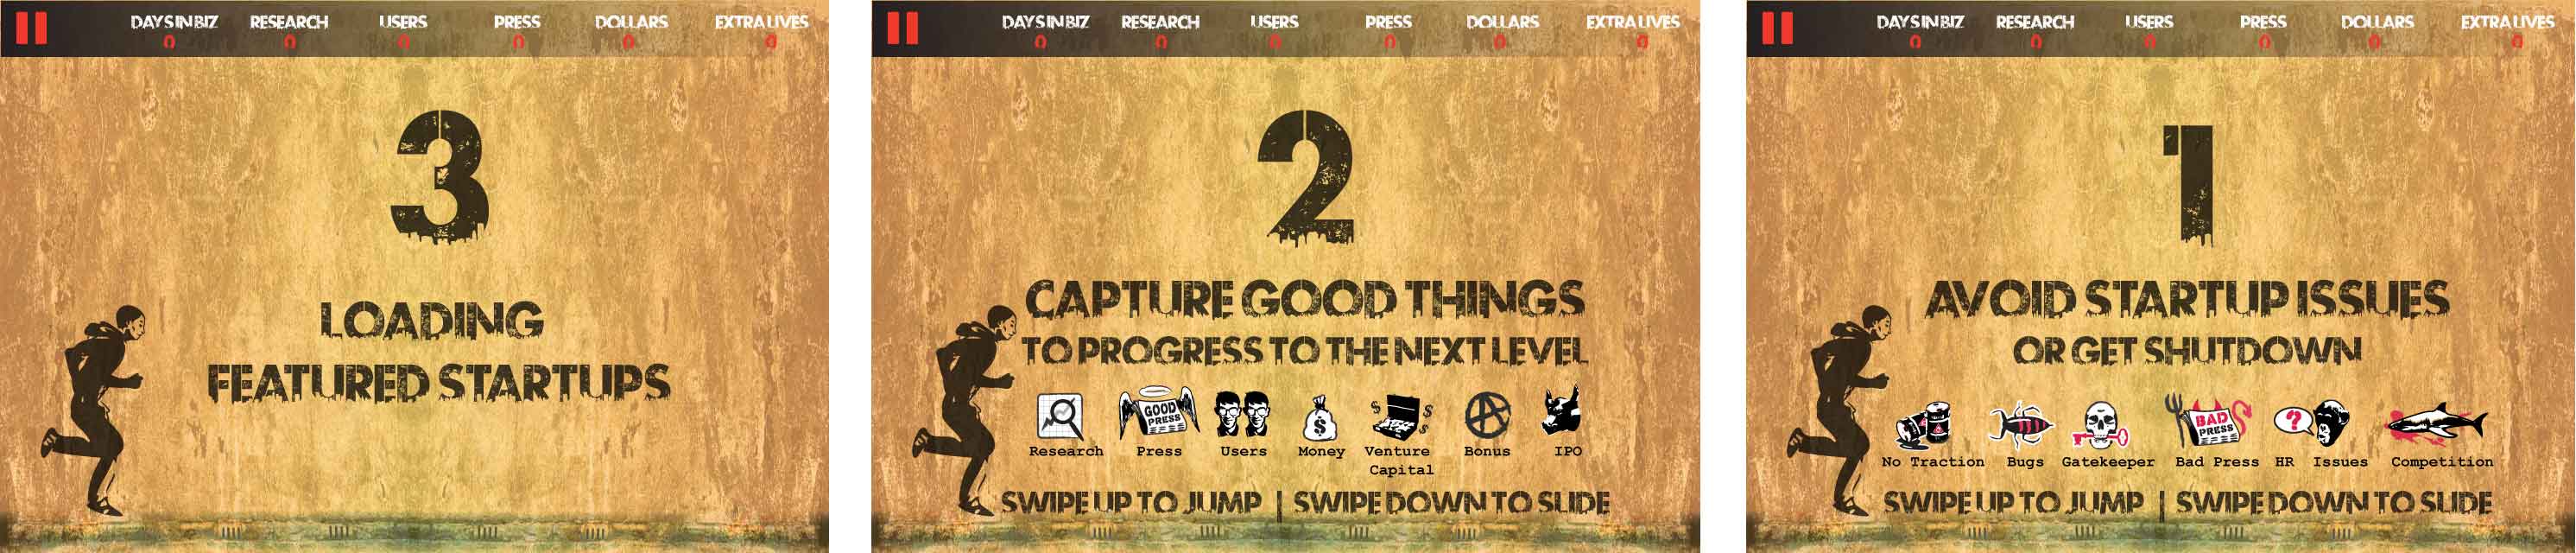 DAYS IN BIZ RESEARCH USERS PRESS DOLLARS EXTRA LIVES
0 0 0 0 0 0
3
LOADING
FEATURED STARTUPS
DAYS IN BIZ RESEARCH USERS PRESS DOLLARS EXTRA LIVES
0 0 0 0 0 0
2
CAPTURE GOOD THINGS
TO PROGRESS TO THE NEXT LEVEL
GOOD
PRESS
$
$ $ $ $
Research Press Users Money Venture Capital Bonus IPO
SWIPE UP TO JUMP | SWIPE DOWN TO SLIDE
DAYS IN BIZ RESEARCH USERS PRESS DOLLARS EXTRA LIVES
0 0 0 0 0 0
1
AVOID STARTUP ISSUES
OR GET SHUTDOWN
BAD
PRESS
?
No Traction Bugs Gatekeeper Bad Press HR Issues Competition
SWIPE UP TO JUMP | SWIPE DOWN TO SLIDE